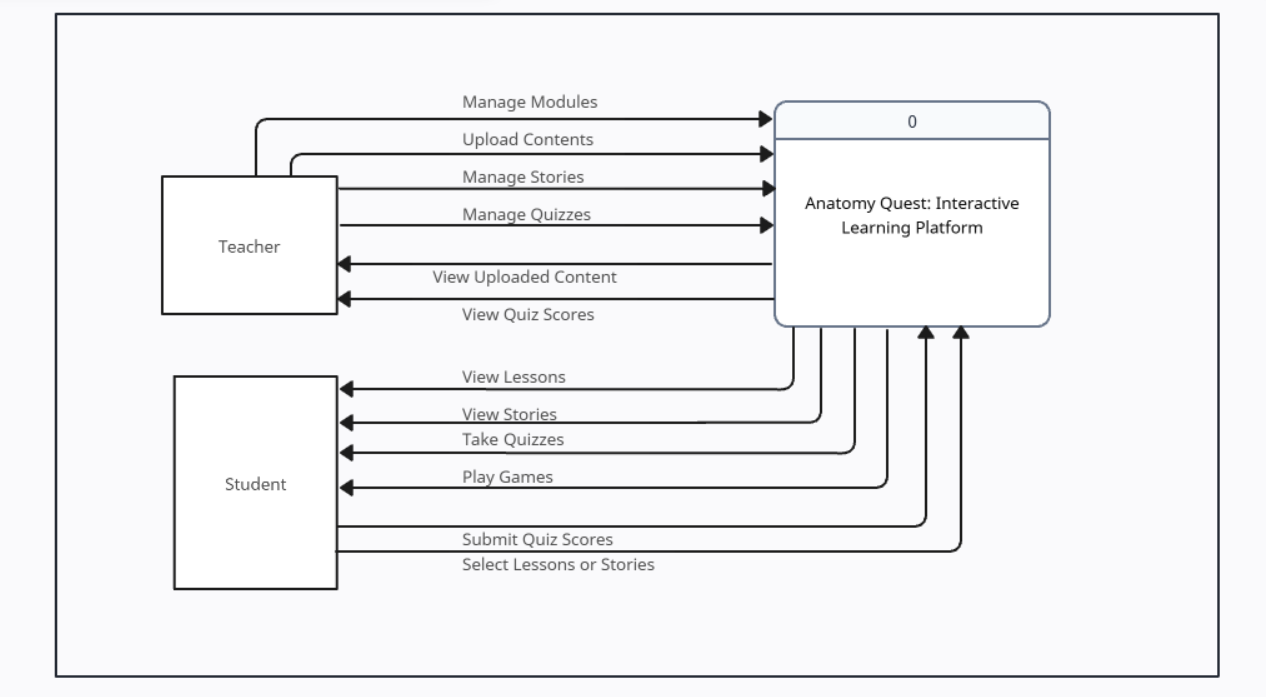 Manage Modules
0
Upload Contents
Manage Stories
Anatomy Quest: Interactive
Learning Platform
Manage Quizzes
Teacher
View Uploaded Content
View Quiz Scores
View Lessons
View Stories
Take Quizzes
Play Games
Student
Submit Quiz Scores
Select Lessons or Stories